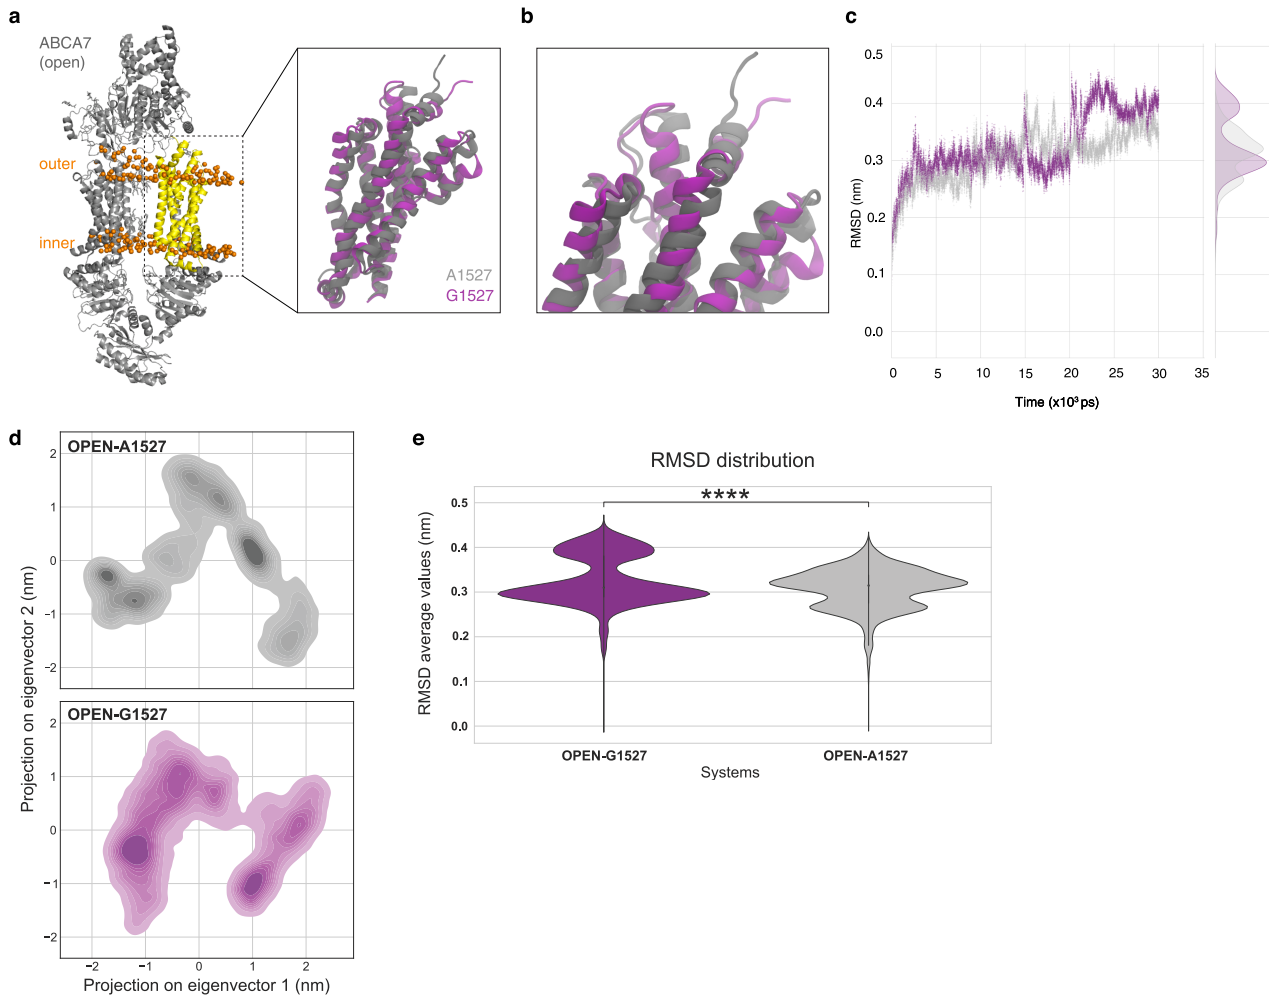 a
ABCA7
(open)
outer
inner
A1527
G1527
b
c
RMSD (nm)
0.5
0.4
0.3
0.2
0.1
0.0
0 5 10 15 20 25 30 35
Time (x10³ ps)
d
OPEN-A1527
2
1
0
−1
−2
OPEN-G1527
2
1
0
−1
−2
−2 −1 0 1 2
Projection on eigenvector 2 (nm)
Projection on eigenvector 1 (nm)
e
RMSD distribution
****
RMSD average values (nm)
0.5
0.4
0.3
0.2
0.1
0.0
OPEN-G1527 OPEN-A1527
Systems